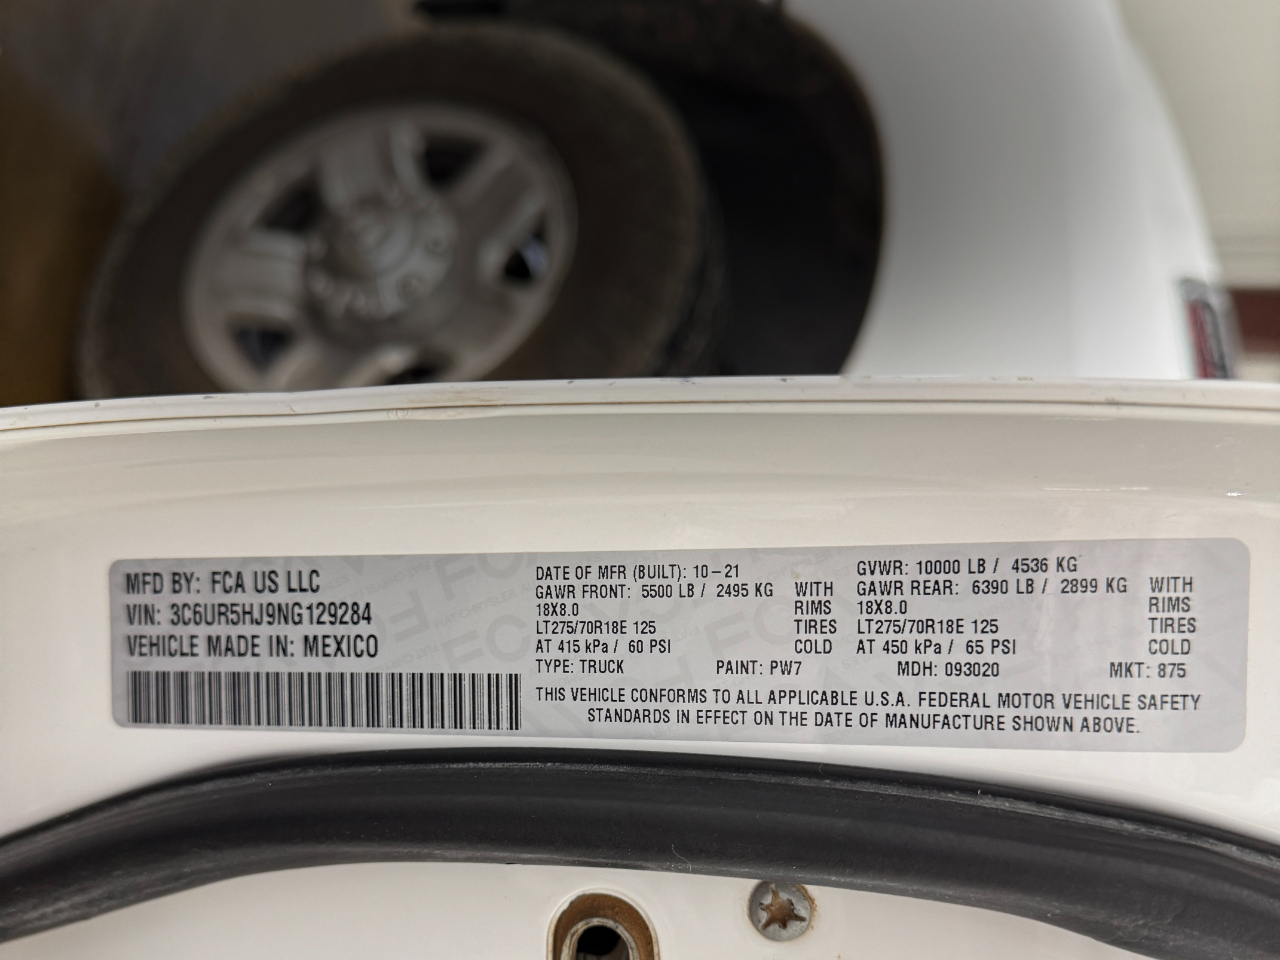 MFD BY: FCA US LLC
VIN: 3C6UR5HJ9NG129284
VEHICLE MADE IN: MEXICO
DATE OF MFR (BUILT): 10-21
GAWR FRONT: 5500 LB / 2495 KG WITH
18X8.0 RIMS
LT275/70R18E 125 TIRES
AT 415 kPa / 60 PSI COLD
GVWR: 10000 LB / 4536 KG
GAWR REAR: 6390 LB / 2899 KG WITH
18X8.0 RIMS
LT275/70R18E 125 TIRES
AT 450 kPa / 65 PSI COLD
TYPE: TRUCK PAINT: PW7 MDH: 093020 MKT: 875
THIS VEHICLE CONFORMS TO ALL APPLICABLE U.S.A. FEDERAL MOTOR VEHICLE SAFETY
STANDARDS IN EFFECT ON THE DATE OF MANUFACTURE SHOWN ABOVE.